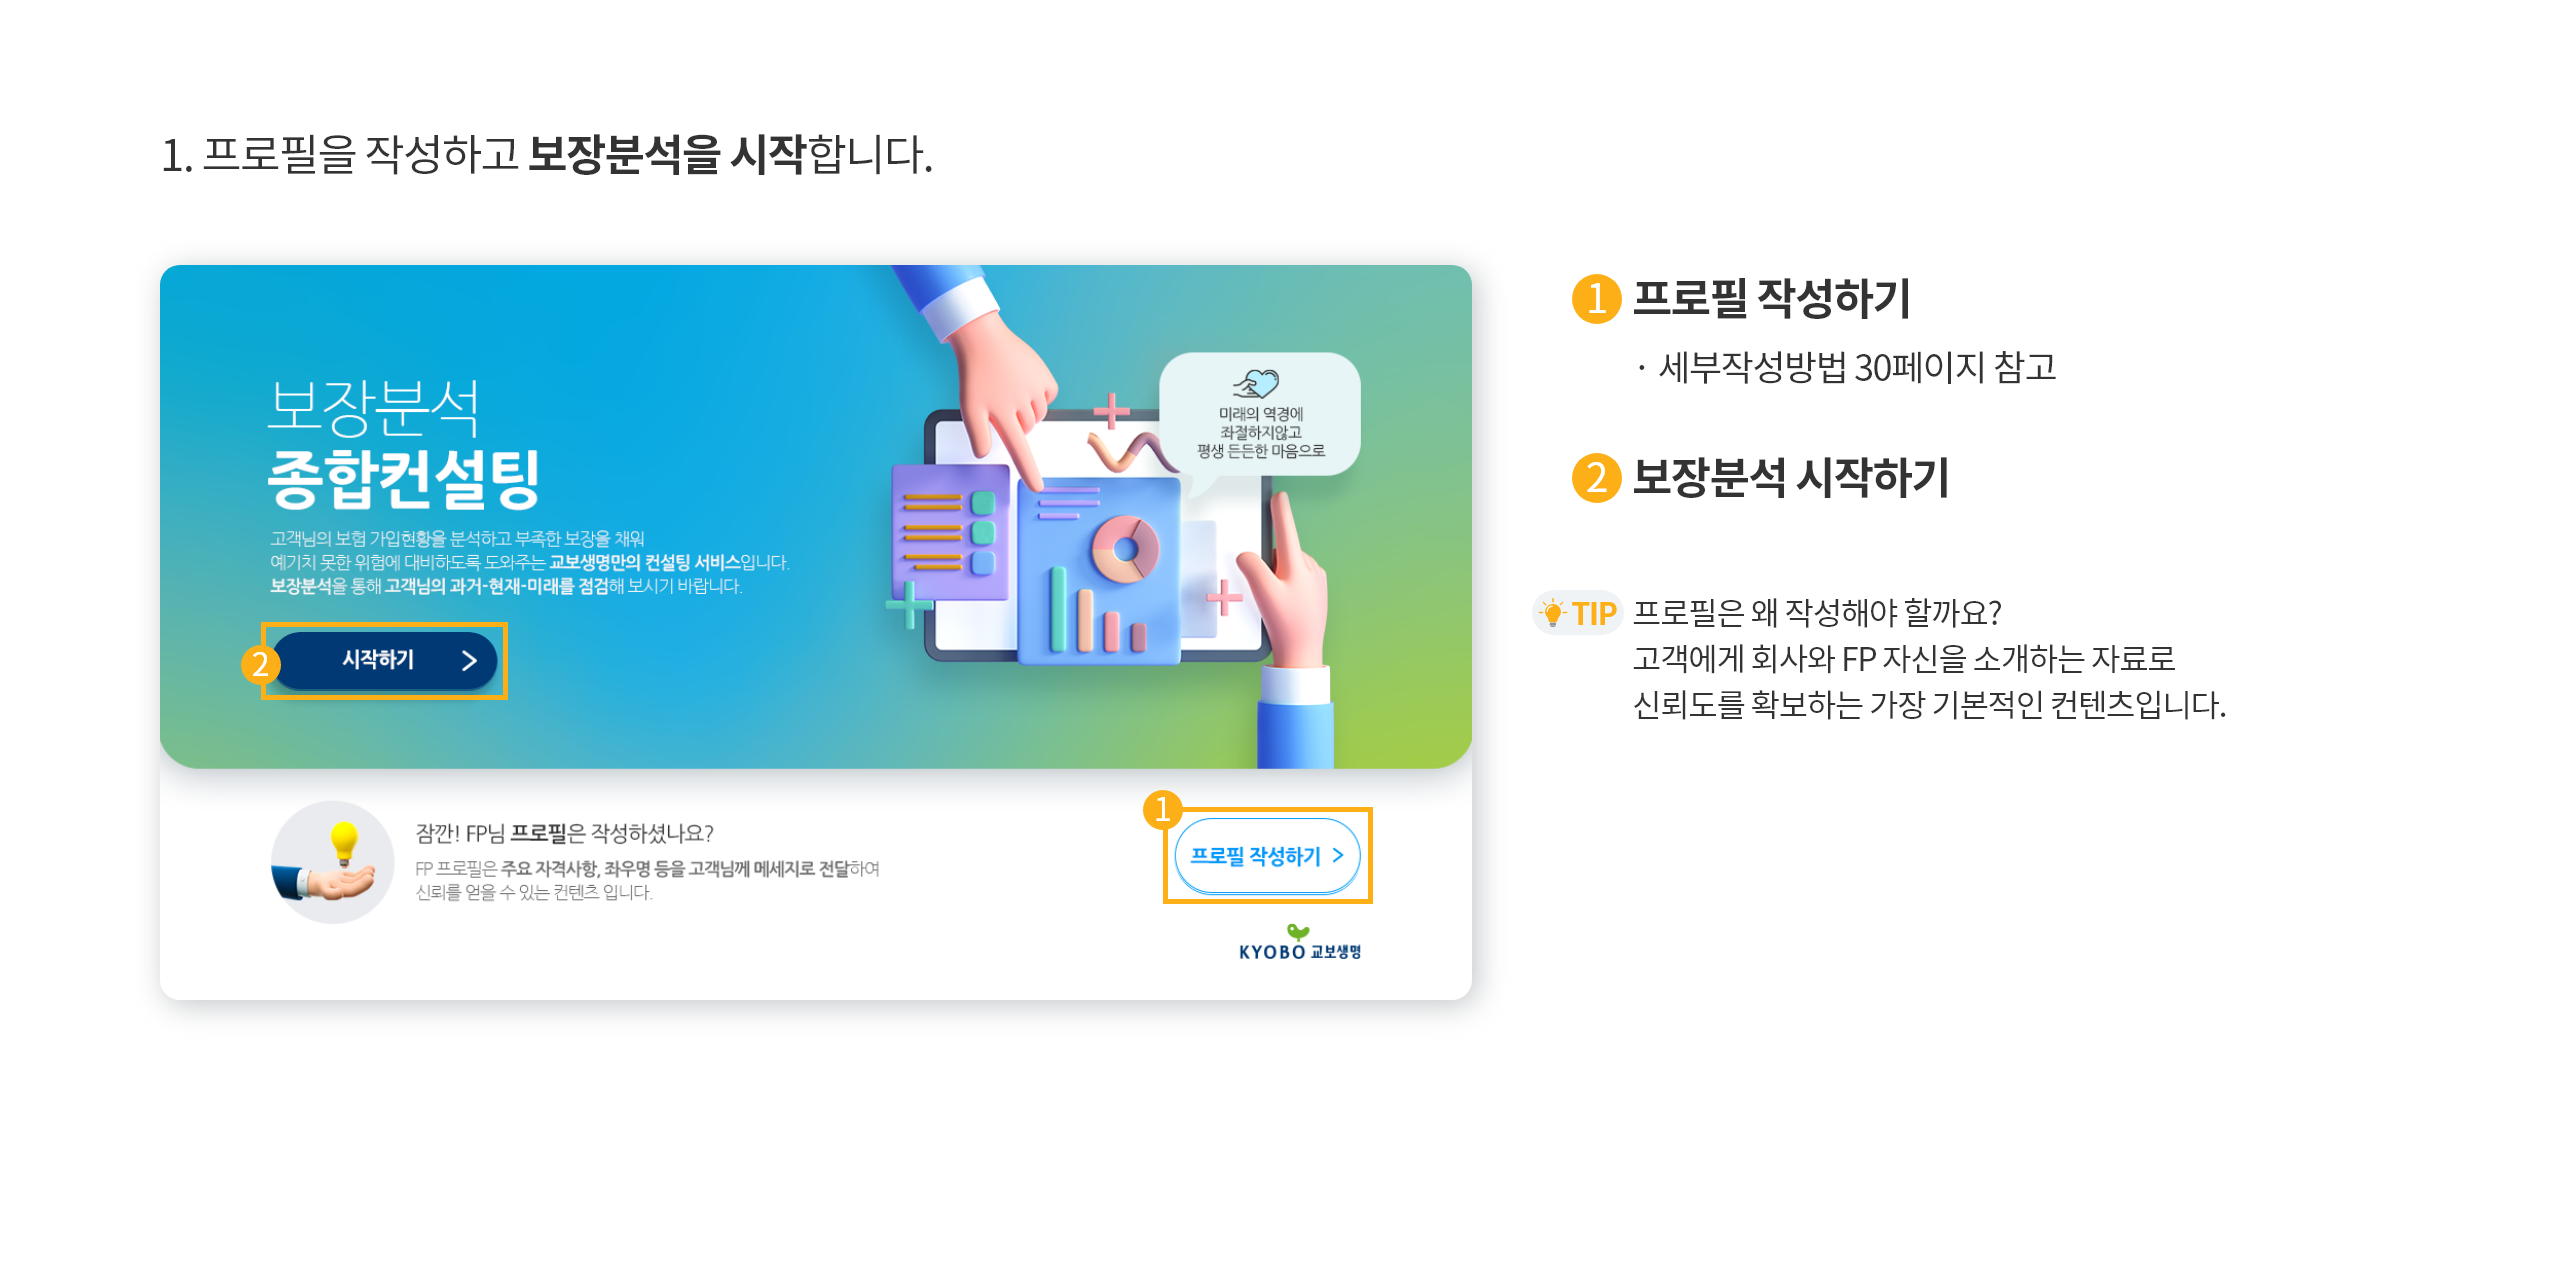 1. 프로필을 작성하고 보장분석을 시작합니다.
보장분석
종합컨설팅
고객님의 보험 가입현황을 분석하고 부족한 보장을 채워
예기치 못한 위험에 대비하도록 도와주는 교보생명만의 컨설팅 서비스입니다.
보장분석을 통해 고객님의 과거-현재-미래를 점검해 보시기 바랍니다.
2
시작하기
미래의 역경에
좌절하지않고
평생 든든한 마음으로
잠깐! FP님 프로필은 작성하셨나요?
FP 프로필은 주요 자격사항, 좌우명 등을 고객님께 메세지로 전달하여
신뢰를 얻을 수 있는 컨텐츠 입니다.
1
프로필 작성하기
KYOBO 교보생명
1 프로필 작성하기
· 세부작성방법 30페이지 참고
2 보장분석 시작하기
TIP 프로필은 왜 작성해야 할까요?
고객에게 회사와 FP 자신을 소개하는 자료로
신뢰도를 확보하는 가장 기본적인 컨텐츠입니다.